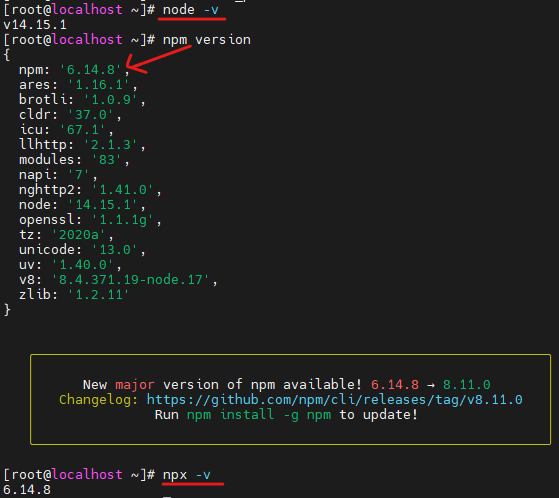 [root@localhost ~]# node -v
v14.15.1
[root@localhost ~]# npm version
{
  npm: '6.14.8',
  ares: '1.16.1',
  brotli: '1.0.9',
  cldr: '37.0',
  icu: '67.1',
  llhttp: '2.1.3',
  modules: '83',
  napi: '7',
  nghttp2: '1.41.0',
  node: '14.15.1',
  openssl: '1.1.1g',
  tz: '2020a',
  unicode: '13.0',
  uv: '1.40.0',
  v8: '8.4.371.19-node.17',
  zlib: '1.2.11'
}
New major version of npm available! 6.14.8 → 8.11.0
Changelog: https://github.com/npm/cli/releases/tag/v8.11.0
Run npm install -g npm to update!
[root@localhost ~]# npx -v
6.14.8